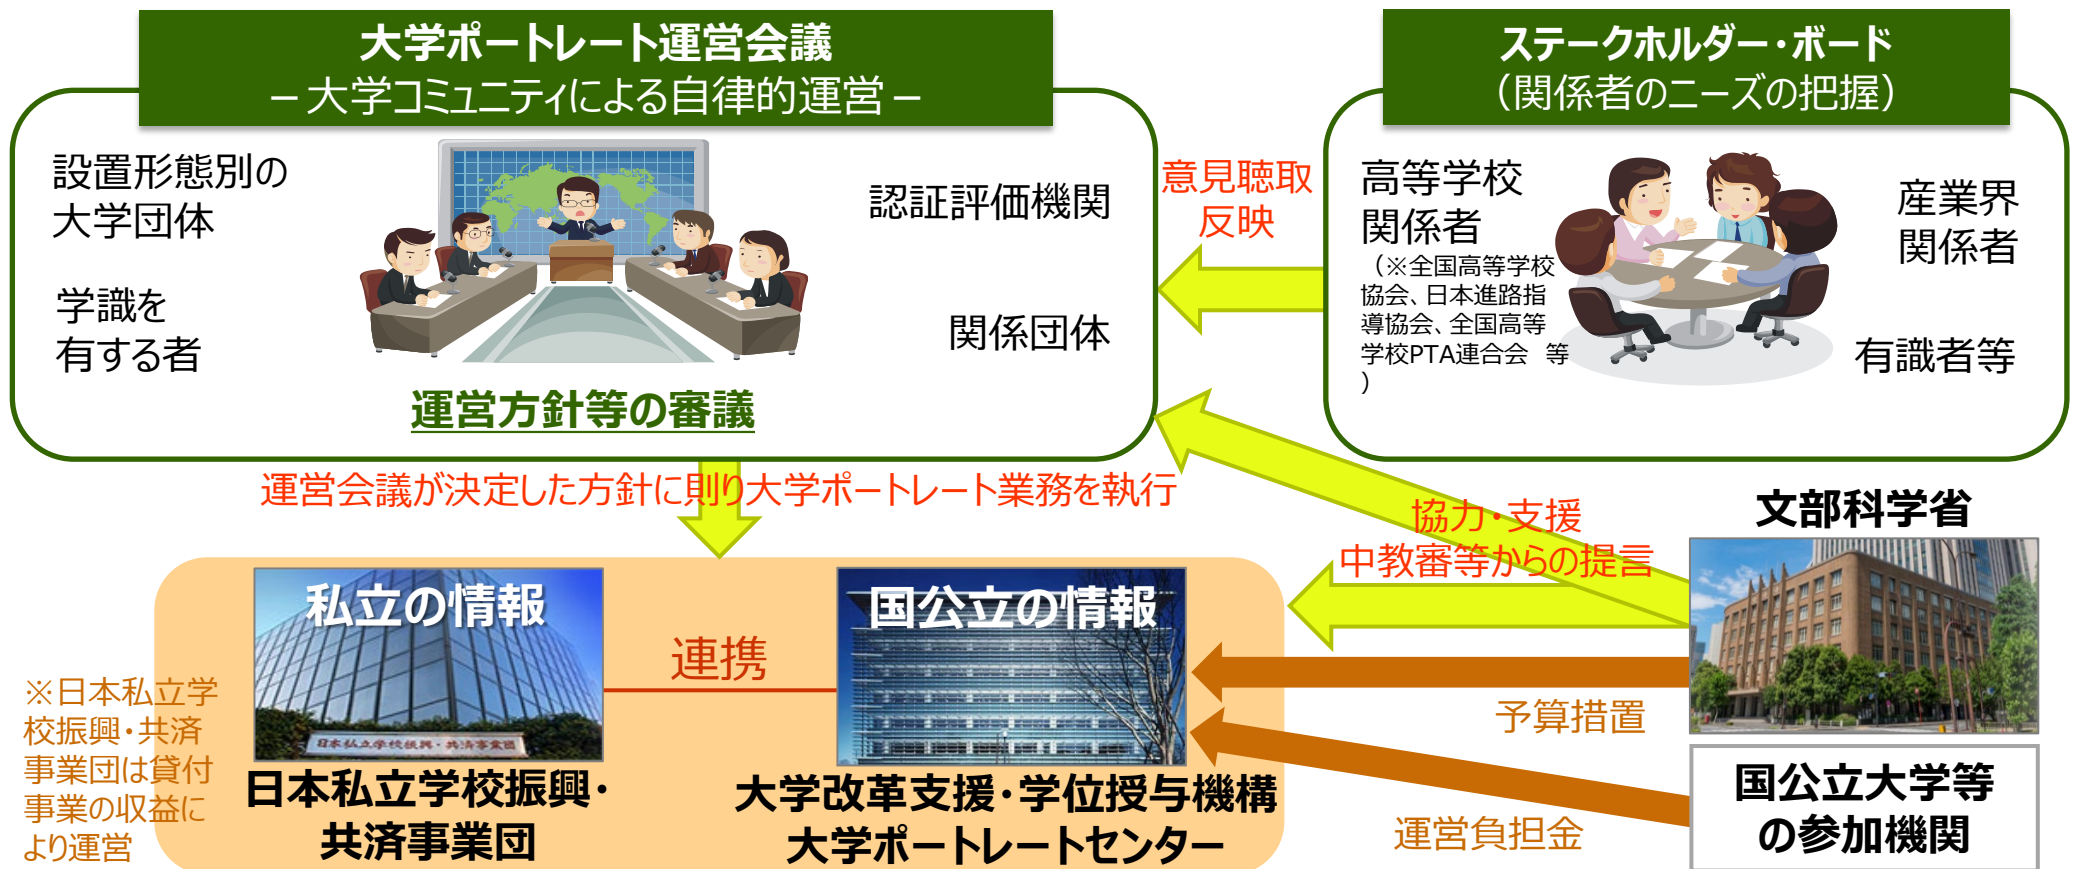 大学ポートレート運営会議
－大学コミュニティによる自律的運営－
設置形態別の
大学団体
学識を
有する者
認証評価機関
関係団体
運営方針等の審議
意見聴取
反映
ステークホルダー・ボード
（関係者のニーズの把握）
高等学校
関係者
（※全国高等学校
協会、日本進路指
導協会、全国高等
学校PTA連合会　等
）
産業界
関係者
有識者等
運営会議が決定した方針に則り大学ポートレート業務を執行
協力・支援
中教審等からの提言
文部科学省
私立の情報
日本私立学校振興・共済事業団
連携
国公立の情報
日本私立学校振興・
共済事業団
大学改革支援・学位授与機構
大学ポートレートセンター
※日本私立学
校振興・共済
事業団は貸付
事業の収益に
より運営
予算措置
運営負担金
国公立大学等
の参加機関